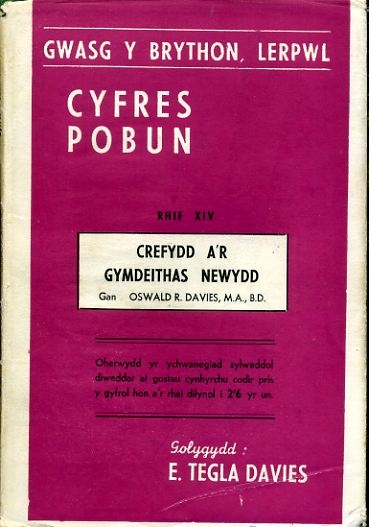 GWASG Y BRYTHON, LERPWL
CYFRES
POBUN
RHIF XIV
CREFYDD A'R
GYMDEITHAS NEWYDD
Gan OSWALD R. DAVIES, M.A., B.D.
Oherwydd yr ychwanegiad sylweddol
diweddar at gostau cynhyrchu codir pris
y gyfrol hon a'r rhai dilynol i 2/6 yr un.
Golygydd :
E. TEGLA DAVIES